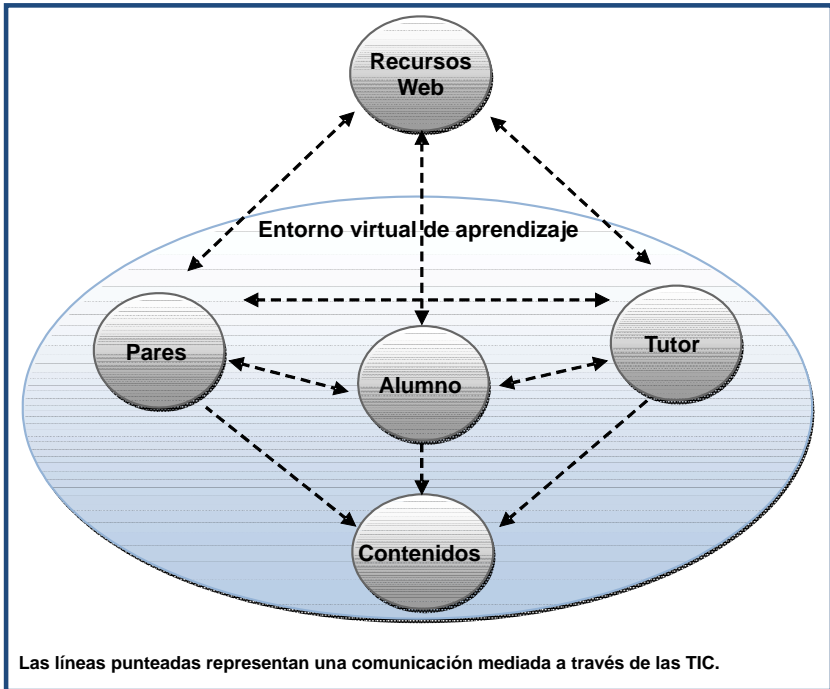 Recursos
Web
Entorno virtual de aprendizaje
Pares
Alumno
Tutor
Contenidos
Las líneas punteadas representan una comunicación mediada a través de las TIC.